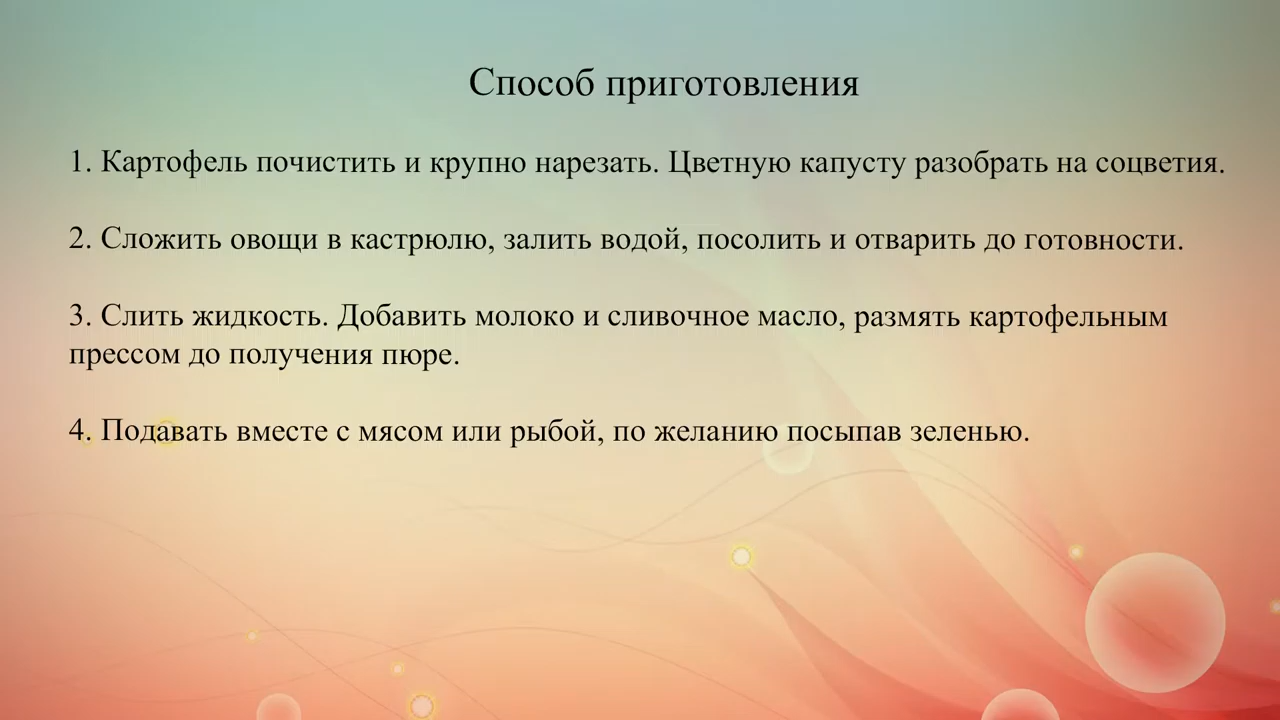 Способ приготовления
1. Картофель почистить и крупно нарезать. Цветную капусту разобрать на соцветия.
2. Сложить овощи в кастрюлю, залить водой, посолить и отварить до готовности.
3. Слить жидкость. Добавить молоко и сливочное масло, размять картофельным
прессом до получения пюре.
4. Подавать вместе с мясом или рыбой, по желанию посыпав зеленью.